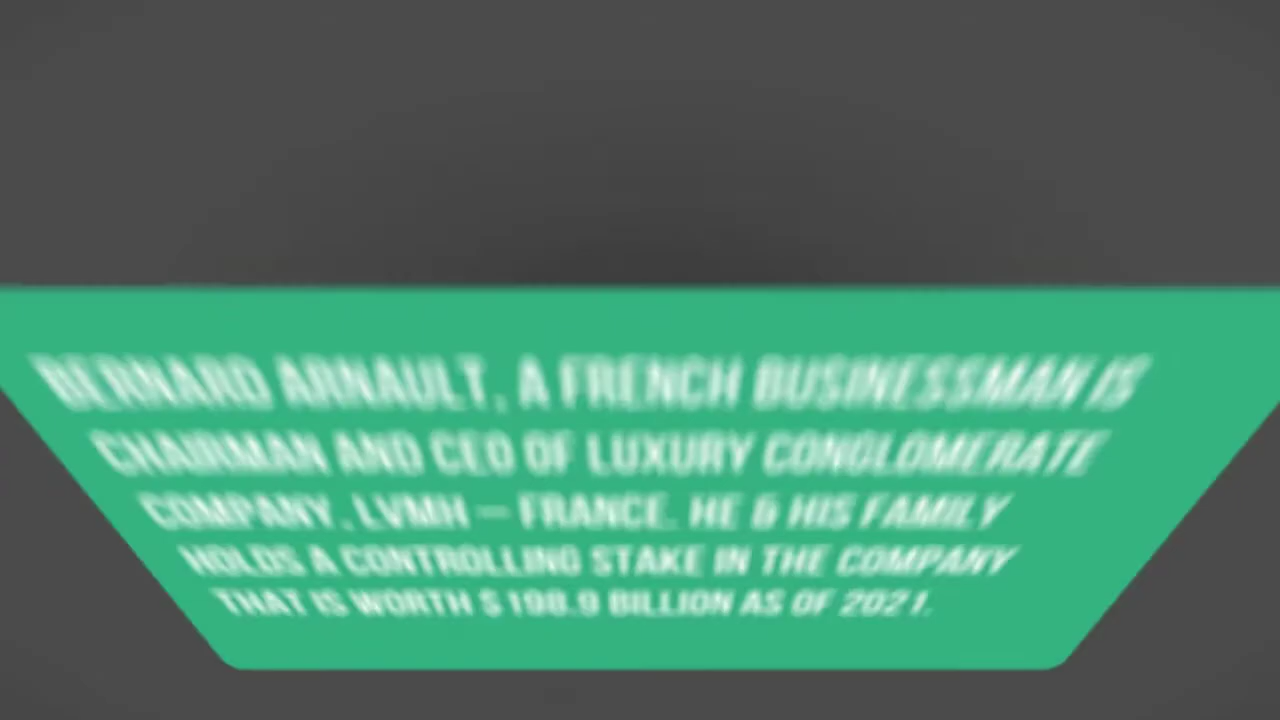 BERNARD ARNAULT, A FRENCH BUSINESSMAN IS
CHAIRMAN AND CEO OF LUXURY CONGLOMERATE
COMPANY, LVMH – FRANCE. HE & HIS FAMILY
HOLDS A CONTROLLING STAKE IN THE COMPANY
THAT IS WORTH $ BILLION AS OF 2021.